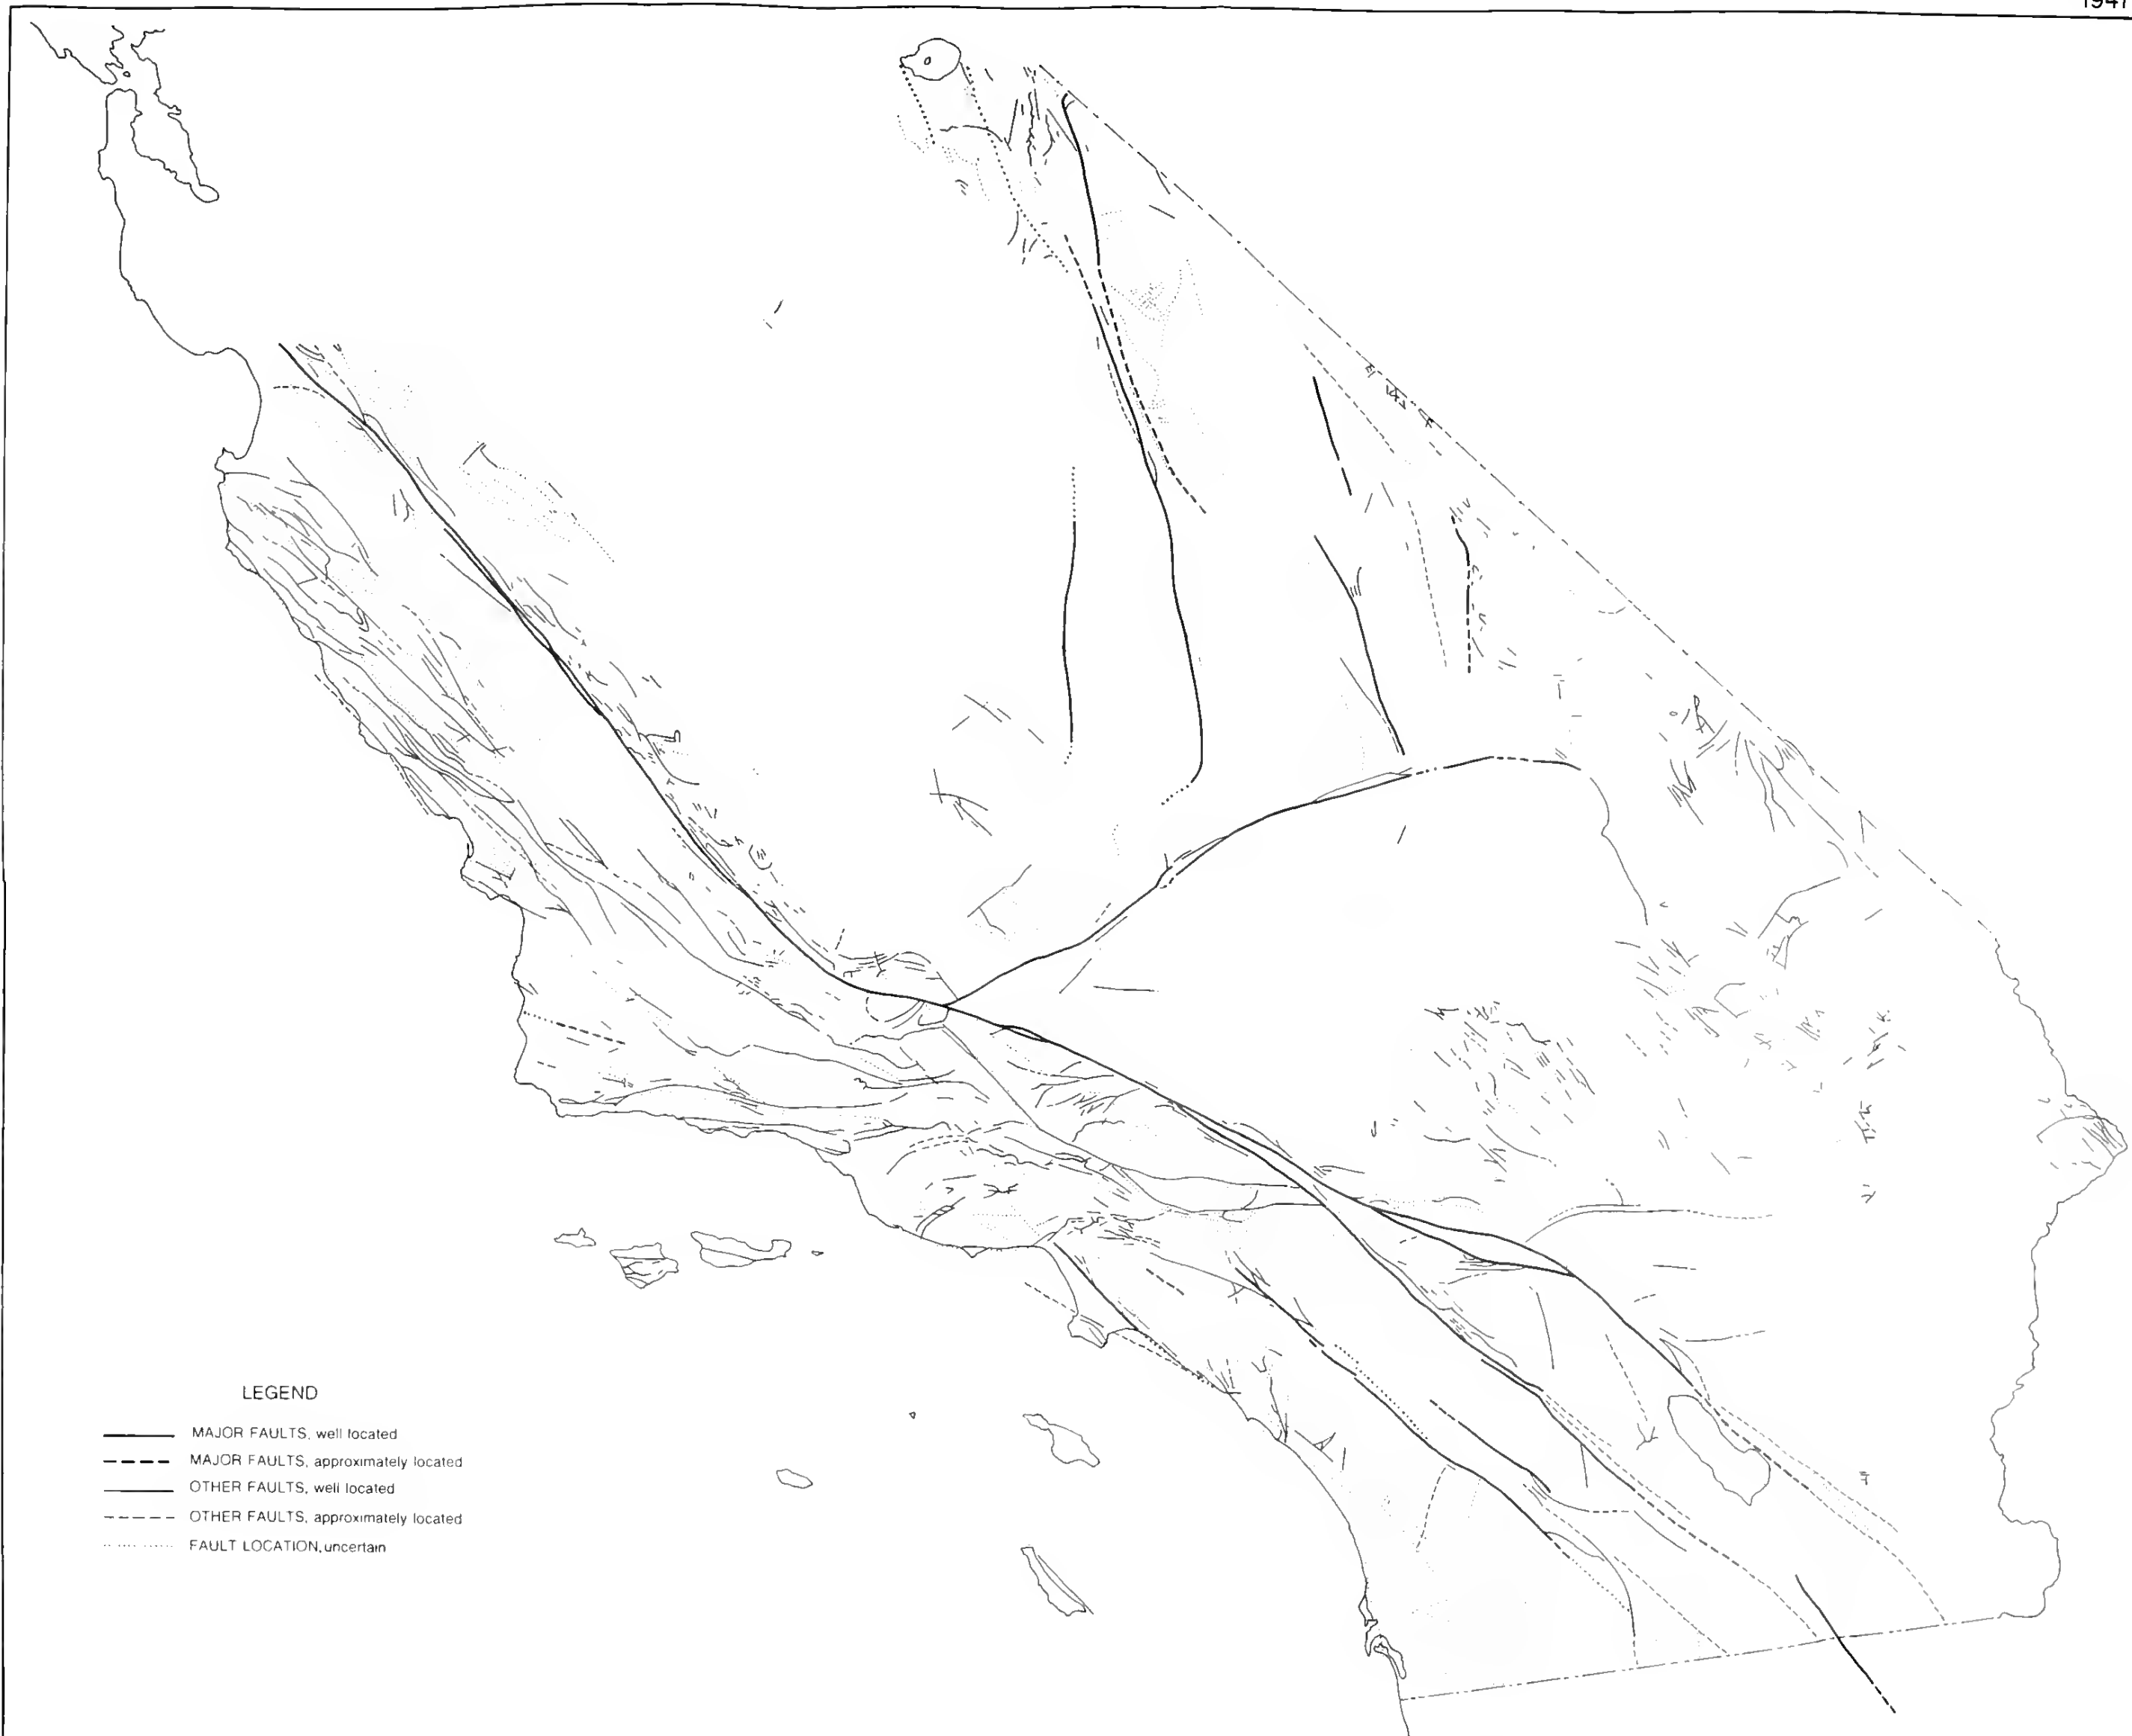 1947
LEGEND
MAJOR FAULTS, well located
MAJOR FAULTS, approximately located
OTHER FAULTS, well located
OTHER FAULTS, approximately located
FAULT LOCATION, uncertain